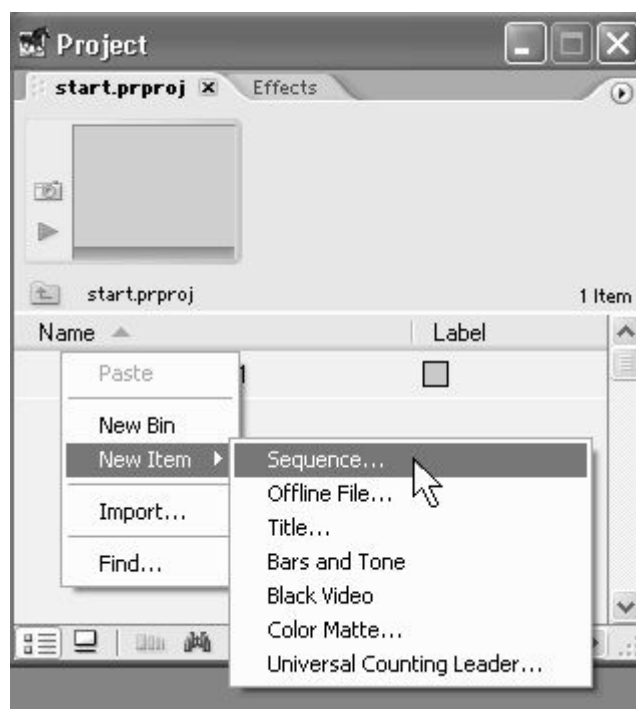 Project
start.prproj Effects
start.prproj 1 Item
Name Label
Paste
New Bin
New Item
Import...
Find...
Sequence...
Offline File...
Title...
Bars and Tone
Black Video
Color Matte...
Universal Counting Leader...